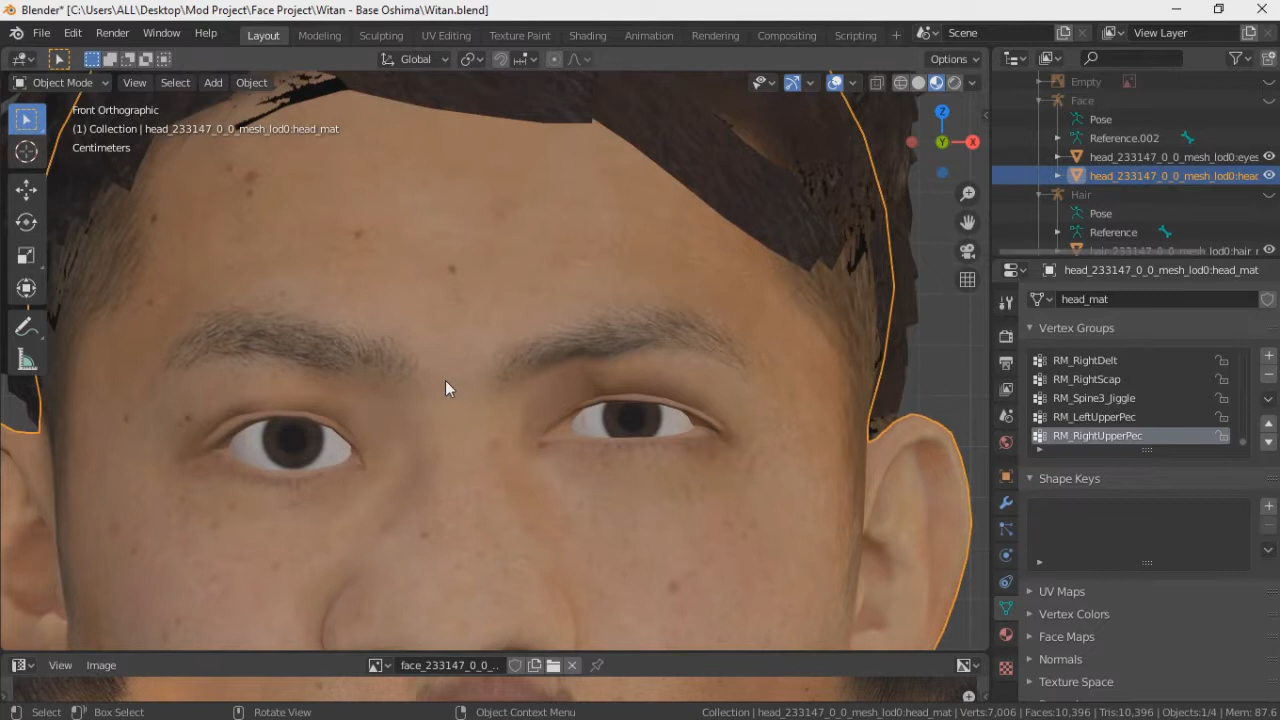 Blender* [C:\Users\ALL\Desktop\Mod Project\Face Project\Witan - Base Oshima\Witan.blend]
File Edit Render Window Help Layout Modeling Sculpting UV Editing Texture Paint Shading Animation Rendering Compositing Scripting + Scene View Layer
Global Options
Object Mode View Select Add Object
Front Orthographic
(1) Collection | head_233147_0_0_mesh_lod0:head_mat
Centimeters
Z
Y
X
Empty
Face
Pose
Reference.002
head_233147_0_0_mesh_lod0:eyes
head_233147_0_0_mesh_lod0:head
Hair
Pose
Reference
hair_233147_0_0_mesh_lod0:hair
head_233147_0_0_mesh_lod0:head_mat
head_mat
Vertex Groups
RM_RightDelt
RM_RightScap
RM_Spine3_Jiggle
RM_LeftUpperPec
RM_RightUpperPec
Shape Keys
UV Maps
Vertex Colors
Face Maps
Normals
Texture Space
View Image face_233147_0_0_..
Select Box Select Rotate View Object Context Menu Collection | head_233147_0_0_mesh_lod0:head_mat | Verts:7,006 | Faces:10,396 | Tris:10,396 | Objects:1/4 | Mem: 87.6